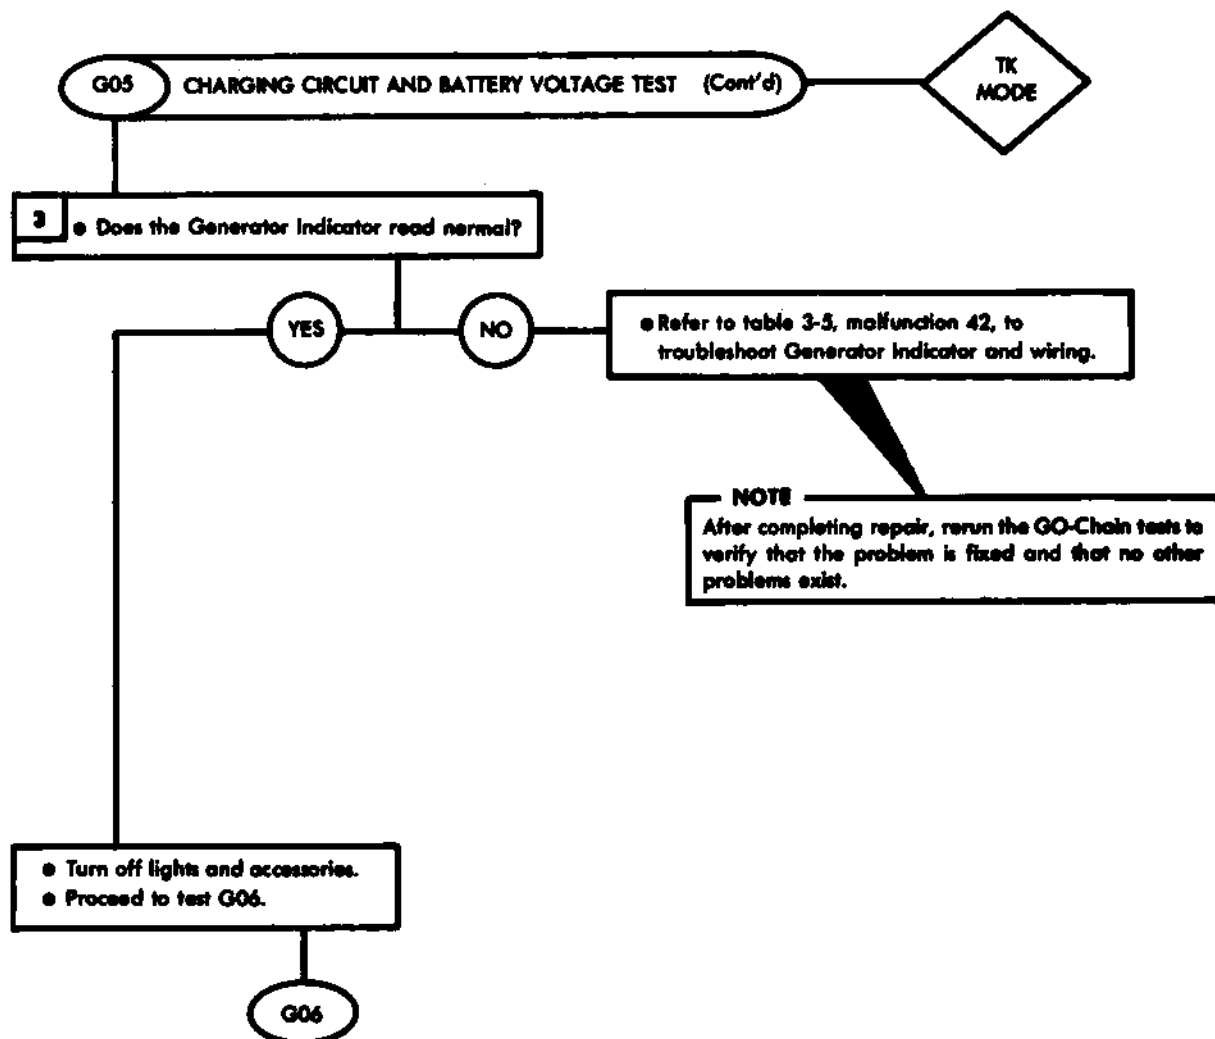 G05 CHARGING CIRCUIT AND BATTERY VOLTAGE TEST (Cont'd)
TK
MODE
3
● Does the Generator Indicator read normal?
YES
NO
● Refer to table 3-5, malfunction 42, to
troubleshoot Generator Indicator and wiring.
NOTE
After completing repair, rerun the GO-Chain tests to
verify that the problem is fixed and that no other
problems exist.
● Turn off lights and accessories.
● Proceed to test G06.
G06